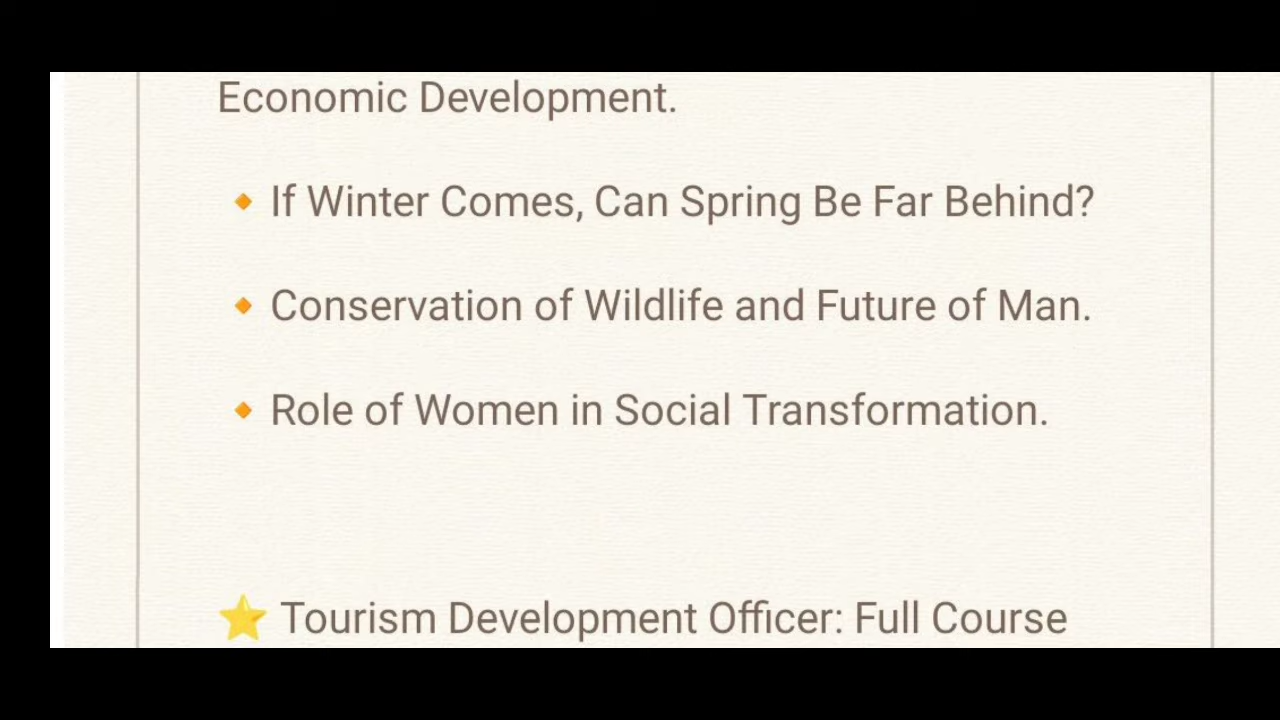 Economic Development.
🔸 If Winter Comes, Can Spring Be Far Behind?
🔸 Conservation of Wildlife and Future of Man.
🔸 Role of Women in Social Transformation.
⭐ Tourism Development Officer: Full Course